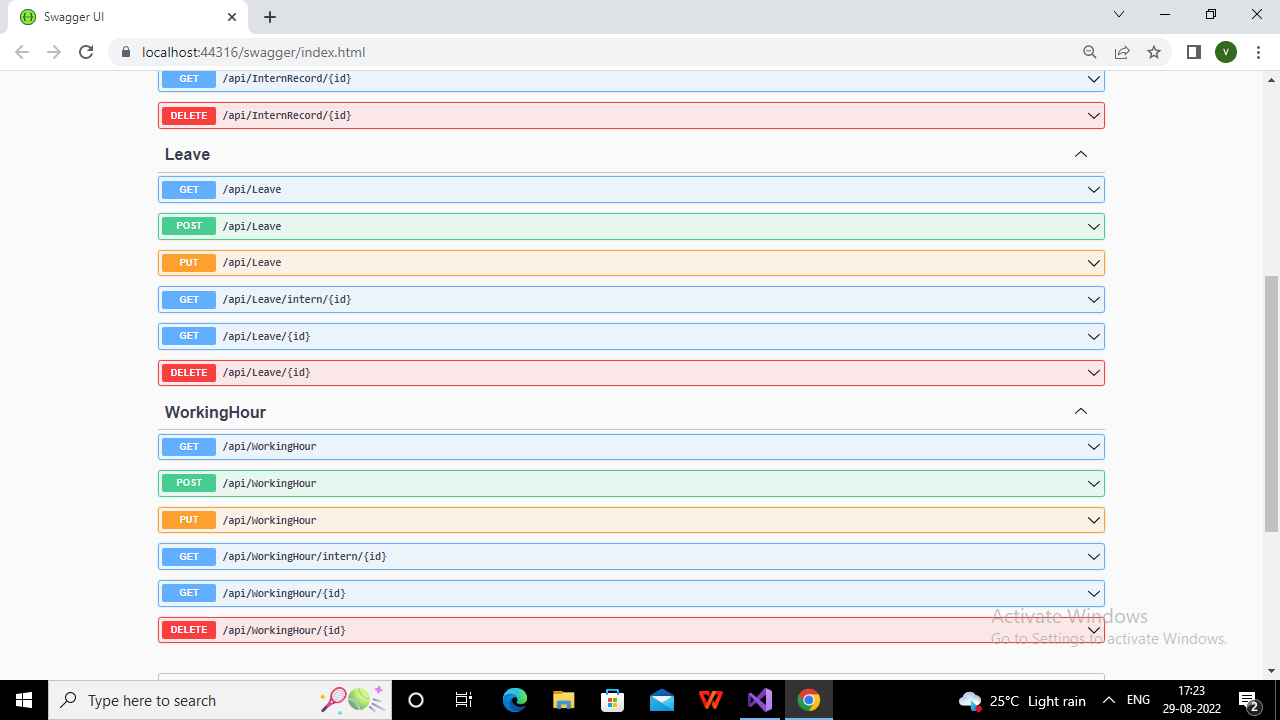 Swagger UI
localhost:44316/swagger/index.html
V
GET /api/InternRecord/{id}
DELETE /api/InternRecord/{id}
Leave
GET /api/Leave
POST /api/Leave
PUT /api/Leave
GET /api/Leave/intern/{id}
GET /api/Leave/{id}
DELETE /api/Leave/{id}
WorkingHour
GET /api/WorkingHour
POST /api/WorkingHour
PUT /api/WorkingHour
GET /api/WorkingHour/intern/{id}
GET /api/WorkingHour/{id}
Activate Windows
DELETE /api/WorkingHour/{id}
Go to Settings to activate Windows.
Type here to search
25°C Light rain
ENG
17:23
29-08-2022
2